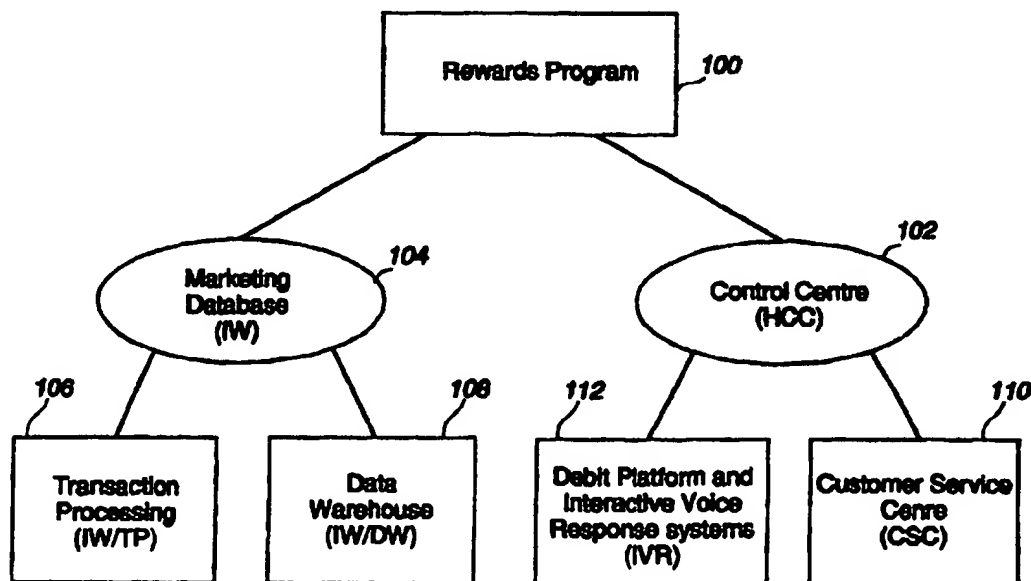 Rewards Program
100
104
102
Marketing
Database
(IW)
Control Centre
(HCC)
106
108
112
110
Transaction
Processing
(IW/TP)
Data
Warehouse
(IW/DW)
Debit Platform and
Interactive Voice
Response systems
(IVR)
Customer Service
Cenre
(CSC)